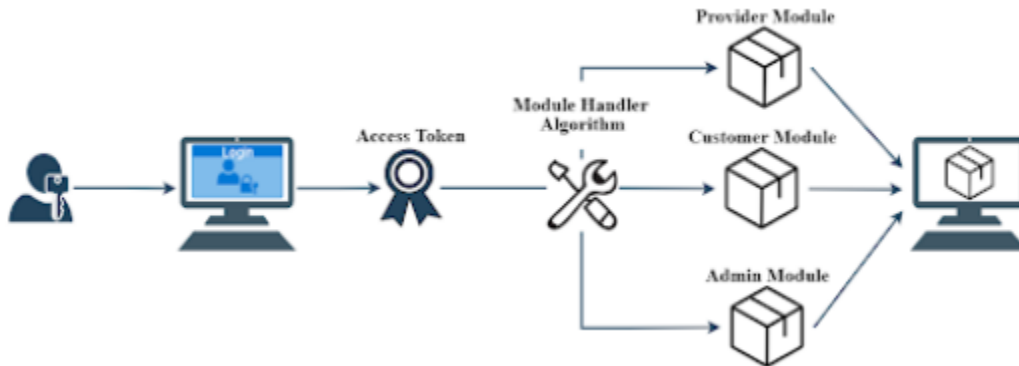 Provider Module
Module Handler
Algorithm
Access Token
Customer Module
Login
Admin Module